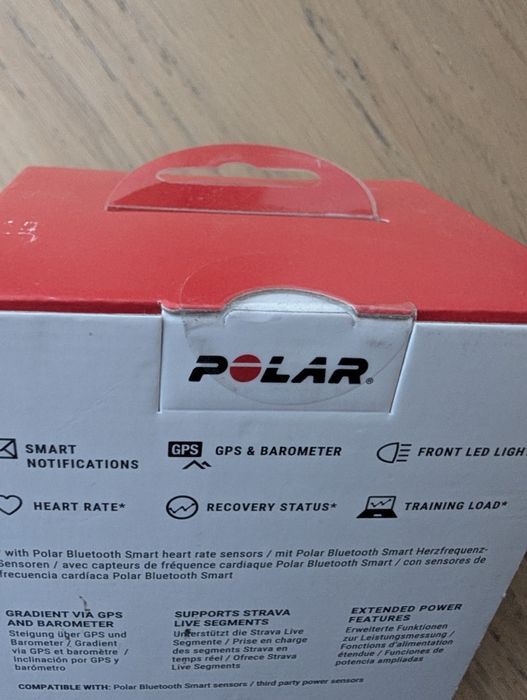 POLAR®
SMART
NOTIFICATIONS
GPS GPS & BAROMETER
FRONT LED LIGH
HEART RATE*
RECOVERY STATUS*
TRAINING LOAD*
* with Polar Bluetooth Smart heart rate sensors / mit Polar Bluetooth Smart Herzfrequenz-
Sensoren / avec capteurs de fréquence cardiaque Polar Bluetooth Smart / con sensores de
frecuencia cardíaca Polar Bluetooth Smart
GRADIENT VIA GPS
AND BAROMETER
Steigung über GPS und
Barometer / Gradient
via GPS et baromètre /
Inclinación por GPS y
barómetro
SUPPORTS STRAVA
LIVE SEGMENTS
Unterstützt die Strava Live
Segmente / Prise en charge
des segments Strava en
temps réel / Ofrece Strava
Live Segments
EXTENDED POWER
FEATURES
Erweiterte Funktionen
zur Leistungsmessung /
Fonctions d'alimentation
étendue / Funciones de
potencia ampliadas
COMPATIBLE WITH: Polar Bluetooth Smart sensors / third party power sensors